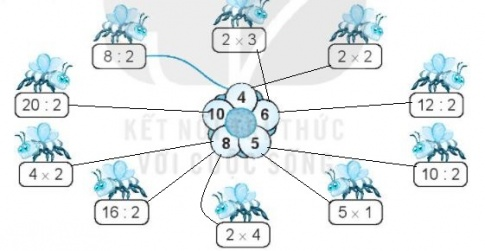 8 : 2
2 × 3
2 × 2
20 : 2
12 : 2
4
10
6
8
5
KẾT NỐI TRI THỨC
VỚI CUỘC SỐNG
4 × 2
10 : 2
16 : 2
2 × 4
5 × 1